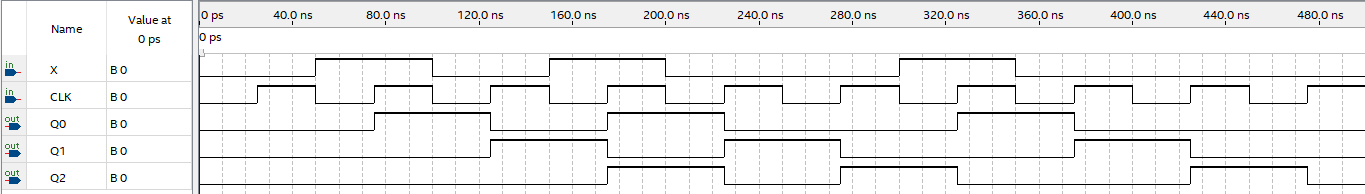 Name
Value at
0 ps
0 ps 40.0 ns 80.0 ns 120.0 ns 160.0 ns 200.0 ns 240.0 ns 280.0 ns 320.0 ns 360.0 ns 400.0 ns 440.0 ns 480.0 ns
0 ps
in X B 0
in CLK B 0
out Q0 B 0
out Q1 B 0
out Q2 B 0